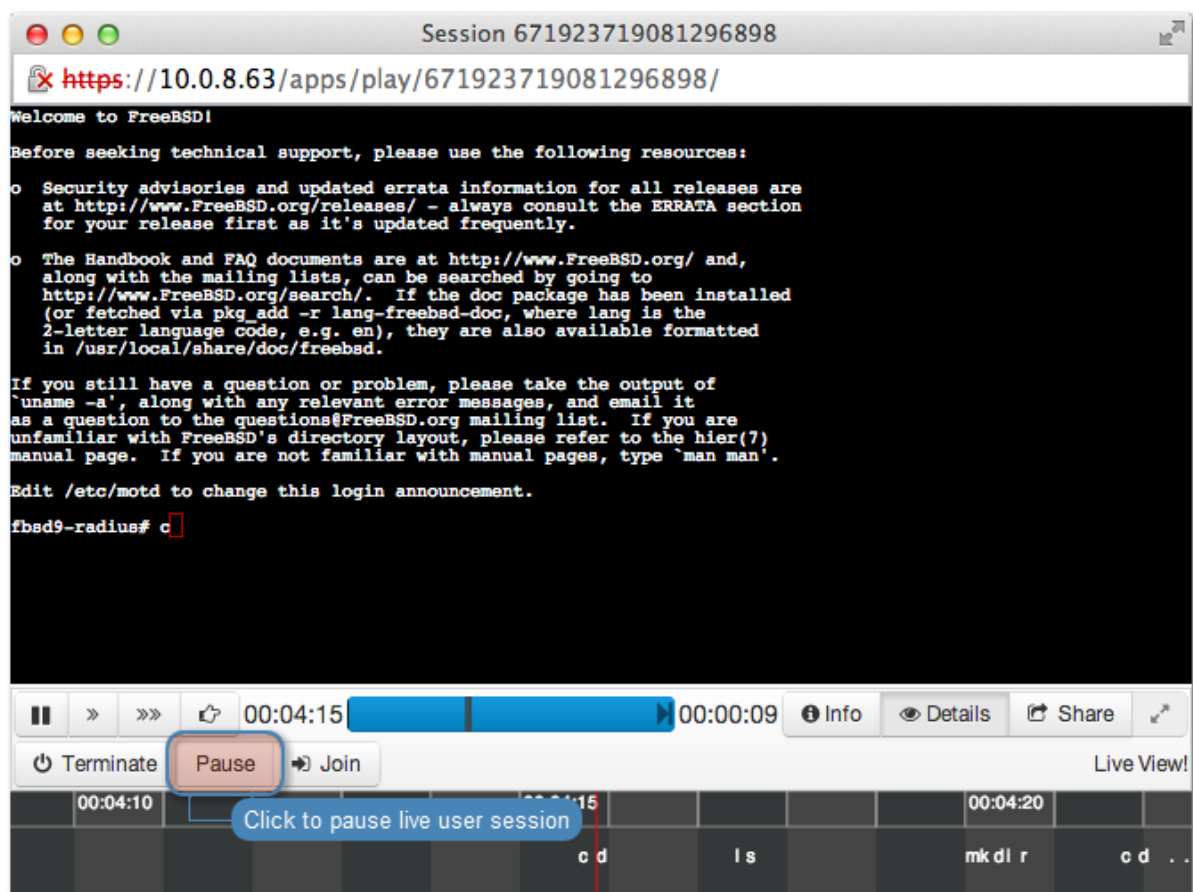 Session 671923719081296898
https://10.0.8.63/apps/play/671923719081296898/
Welcome to FreeBSD!
Before seeking technical support, please use the following resources:
o  Security advisories and updated errata information for all releases are
at http://www.FreeBSD.org/releases/ - always consult the ERRATA section
for your release first as it's updated frequently.
o  The Handbook and FAQ documents are at http://www.FreeBSD.org/ and,
along with the mailing lists, can be searched by going to
http://www.FreeBSD.org/search/.  If the doc package has been installed
(or fetched via pkg_add -r lang-freebsd-doc, where lang is the
2-letter language code, e.g. en), they are also available formatted
in /usr/local/share/doc/freebsd.
If you still have a question or problem, please take the output of
`uname -a', along with any relevant error messages, and email it
as a question to the questions@FreeBSD.org mailing list.  If you are
unfamiliar with FreeBSD's directory layout, please refer to the hier(7)
manual page.  If you are not familiar with manual pages, type `man man'.
Edit /etc/motd to change this login announcement.
fbsd9-radius# c
00:04:15 00:00:09 Info Details Share
Terminate Pause Join Live View!
00:04:10 :15 00:04:20
Click to pause live user session
cd ls mkdir cd ..